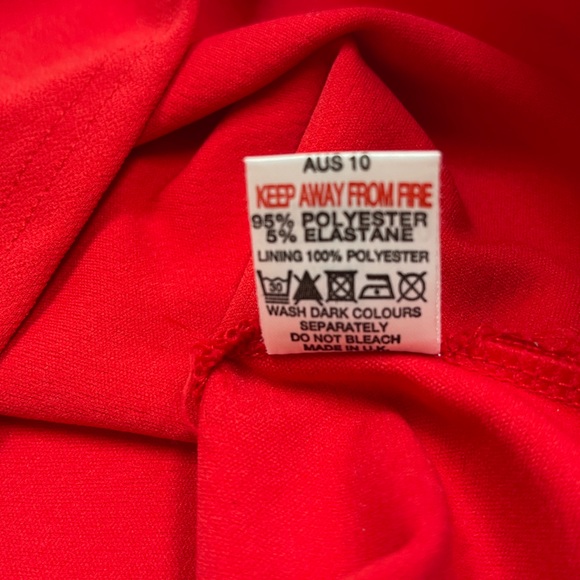 AUS 10
KEEP AWAY FROM FIRE
95% POLYESTER
5% ELASTANE
LINING 100% POLYESTER
30
WASH DARK COLOURS
SEPARATELY
DO NOT BLEACH
MADE IN U.K.